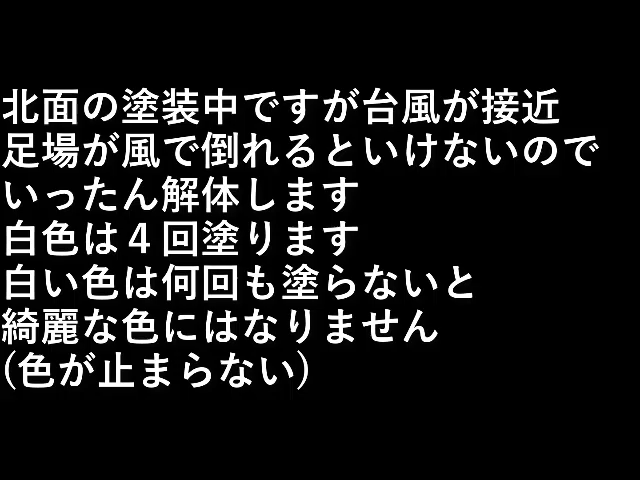 北面の塗装中ですが台風が接近
足場が風で倒れるといけないので
いったん解体します
白色は４回塗ります
白い色は何回も塗らないと
綺麗な色にはなりません
(色が止まらない)